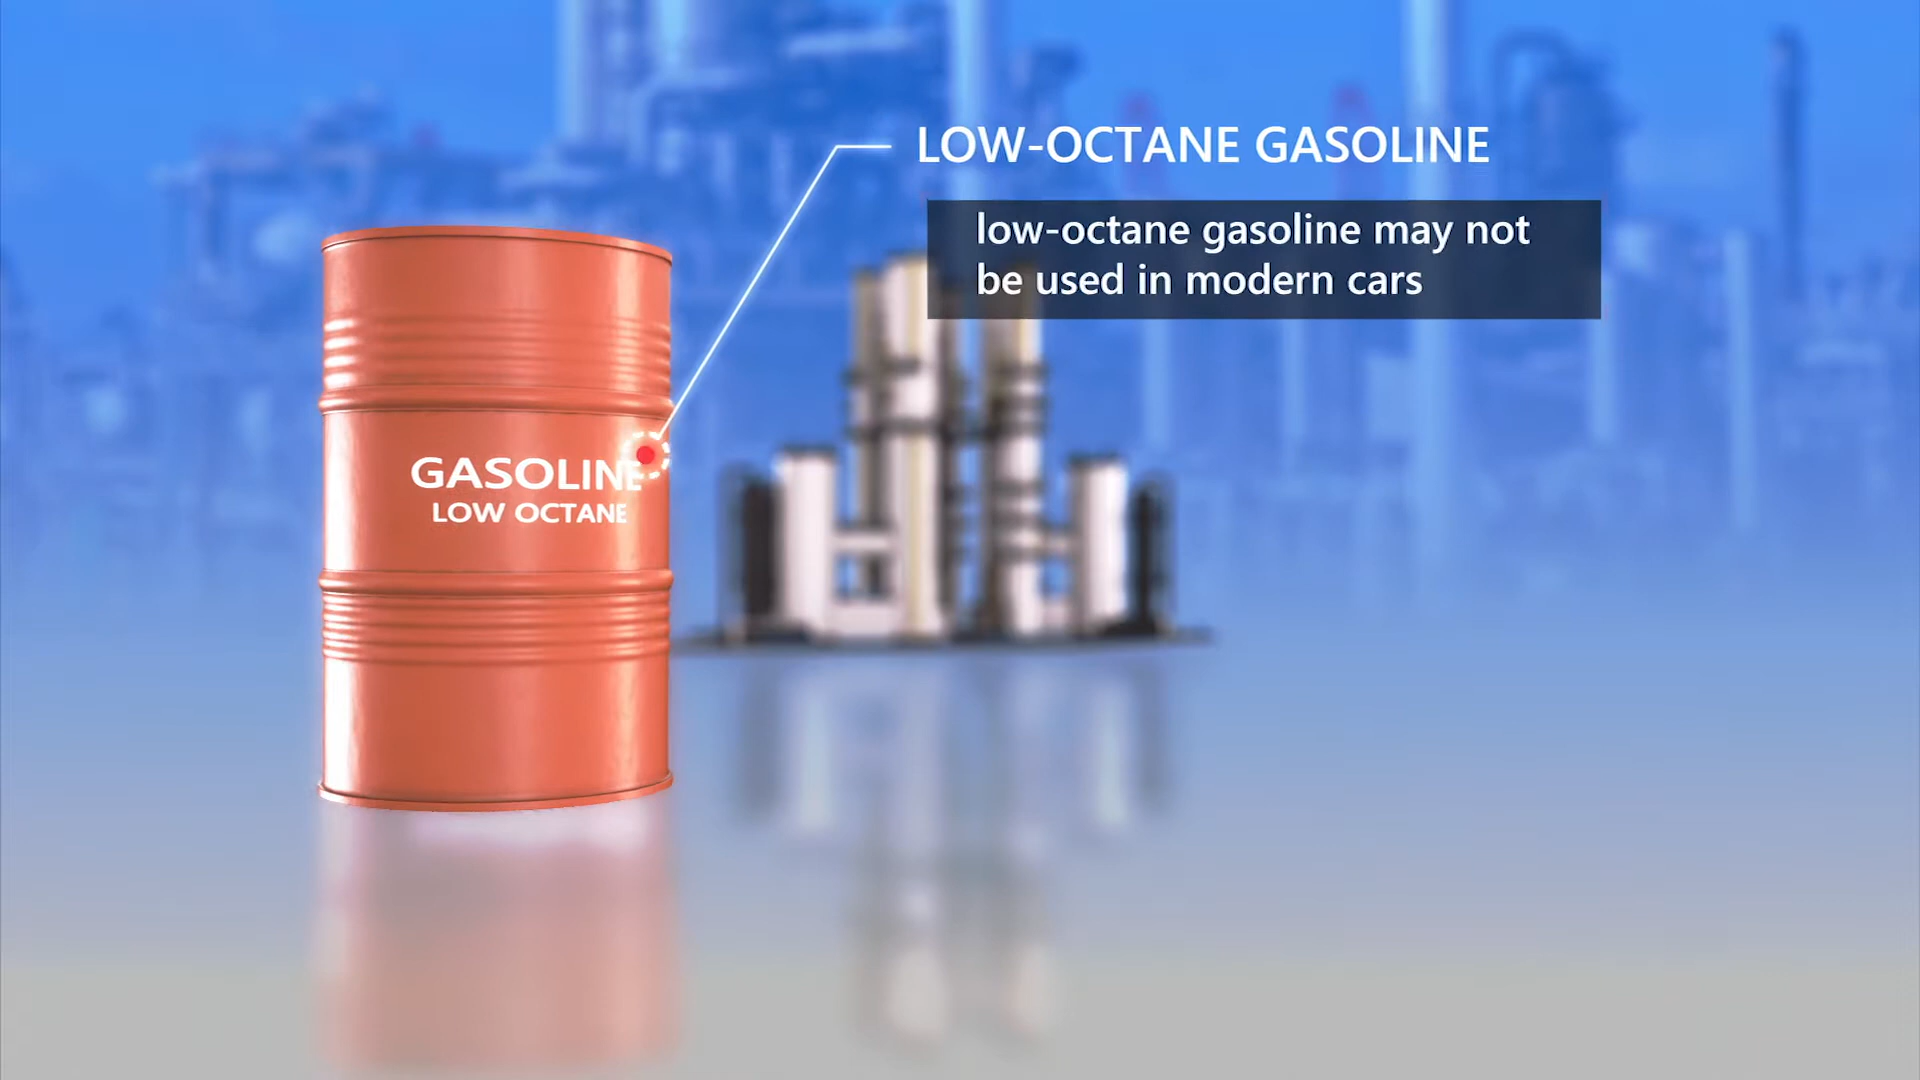 LOW-OCTANE GASOLINE
low-octane gasoline may not
be used in modern cars
GASOLINE
LOW OCTANE